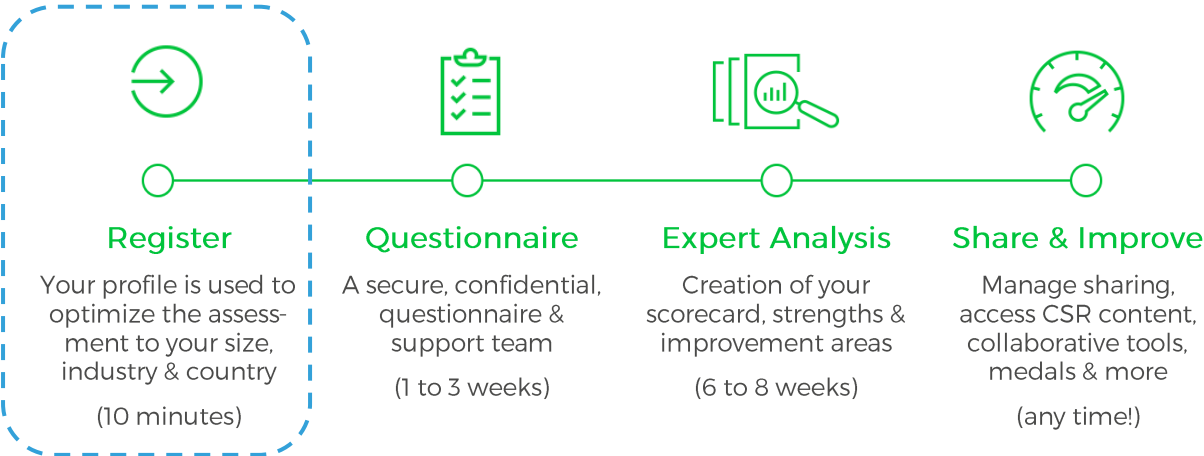 Register
Your profile is used to
optimize the assess-
ment to your size,
industry & country
(10 minutes)
Questionnaire
A secure, confidential,
questionnaire &
support team
(1 to 3 weeks)
Expert Analysis
Creation of your
scorecard, strengths &
improvement areas
(6 to 8 weeks)
Share & Improve
Manage sharing,
access CSR content,
collaborative tools,
medals & more
(any time!)